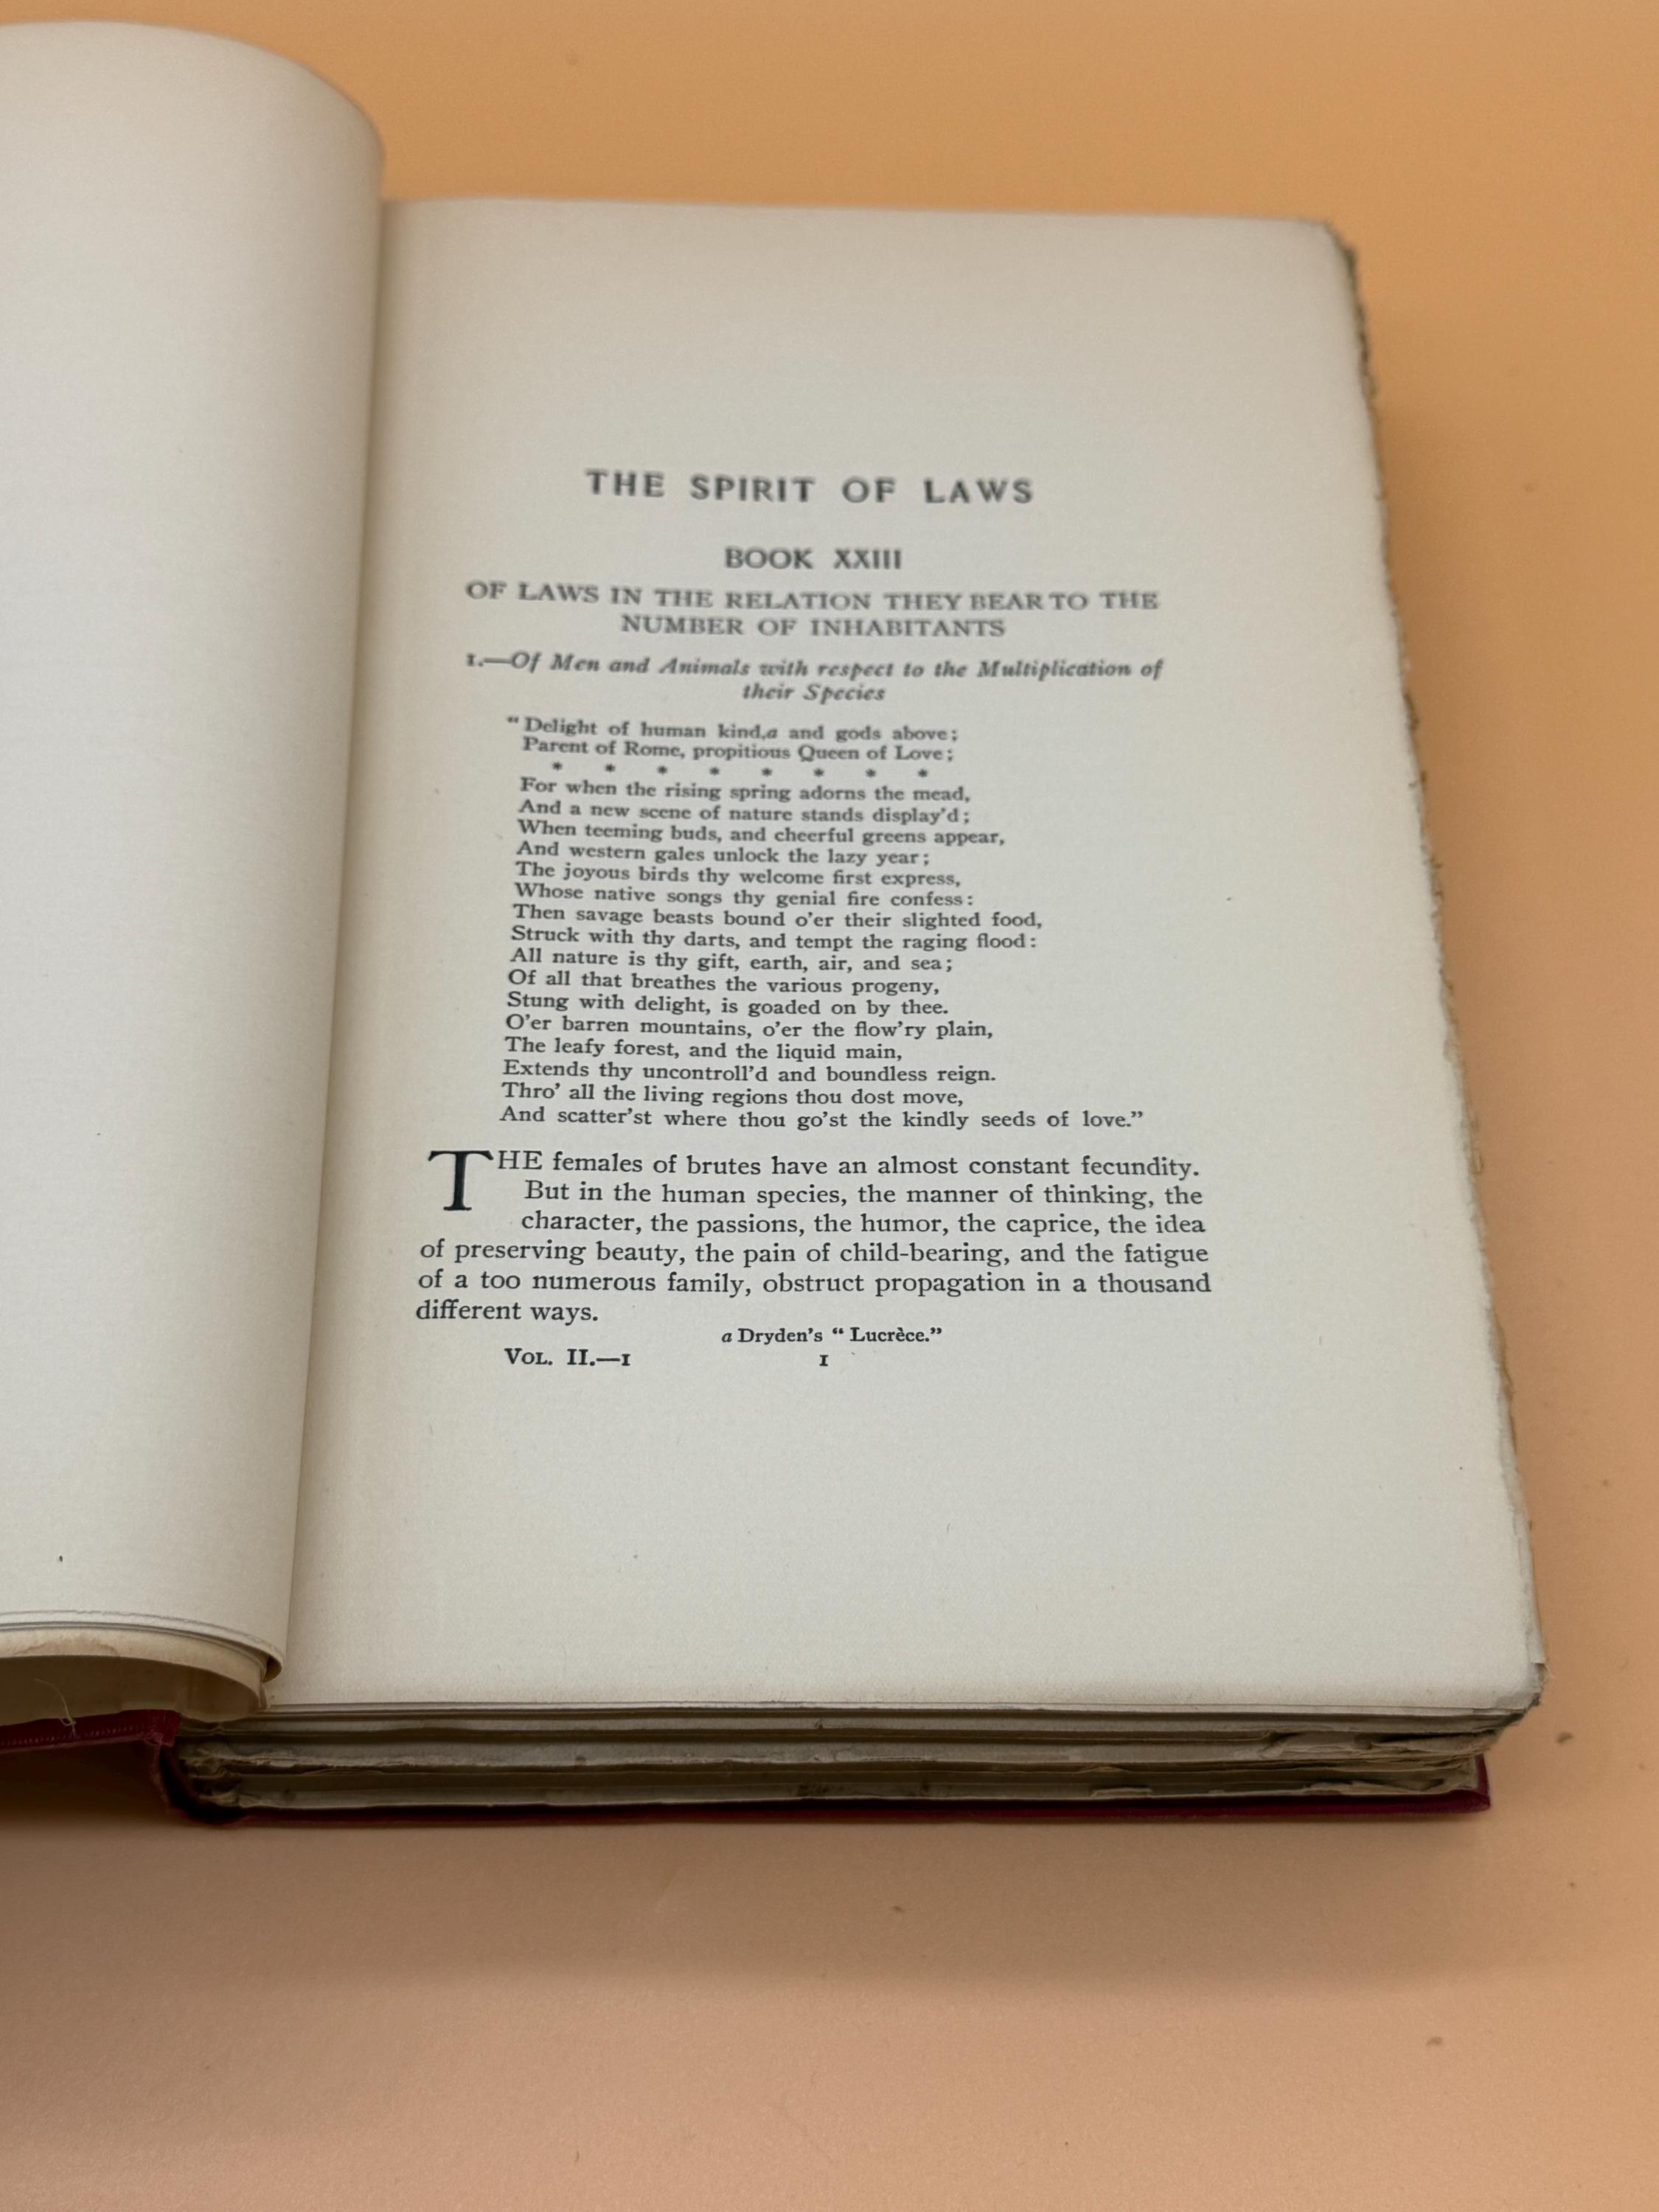 THE SPIRIT OF LAWS
BOOK XXIII
OF LAWS IN THE RELATION THEY BEAR TO THE
NUMBER OF INHABITANTS
1.—Of Men and Animals with respect to the Multiplication of
their Species
“Delight of human kind,a and gods above;
Parent of Rome, propitious Queen of Love;
* * * * * * * *
For when the rising spring adorns the mead,
And a new scene of nature stands display’d;
When teeming buds, and cheerful greens appear,
And western gales unlock the lazy year;
The joyous birds thy welcome first express,
Whose native songs thy genial fire confess:
Then savage beasts bound o’er their slighted food,
Struck with thy darts, and tempt the raging flood:
All nature is thy gift, earth, air, and sea;
Of all that breathes the various progeny,
Stung with delight, is goaded on by thee.
O’er barren mountains, o’er the flow’ry plain,
The leafy forest, and the liquid main,
Extends thy uncontroll’d and boundless reign.
Thro’ all the living regions thou dost move,
And scatter’st where thou go’st the kindly seeds of love.”
THE females of brutes have an almost constant fecundity.
But in the human species, the manner of thinking, the
character, the passions, the humor, the caprice, the idea
of preserving beauty, the pain of child-bearing, and the fatigue
of a too numerous family, obstruct propagation in a thousand
different ways.
a Dryden’s “Lucrèce.”
VOL. II.—1 1